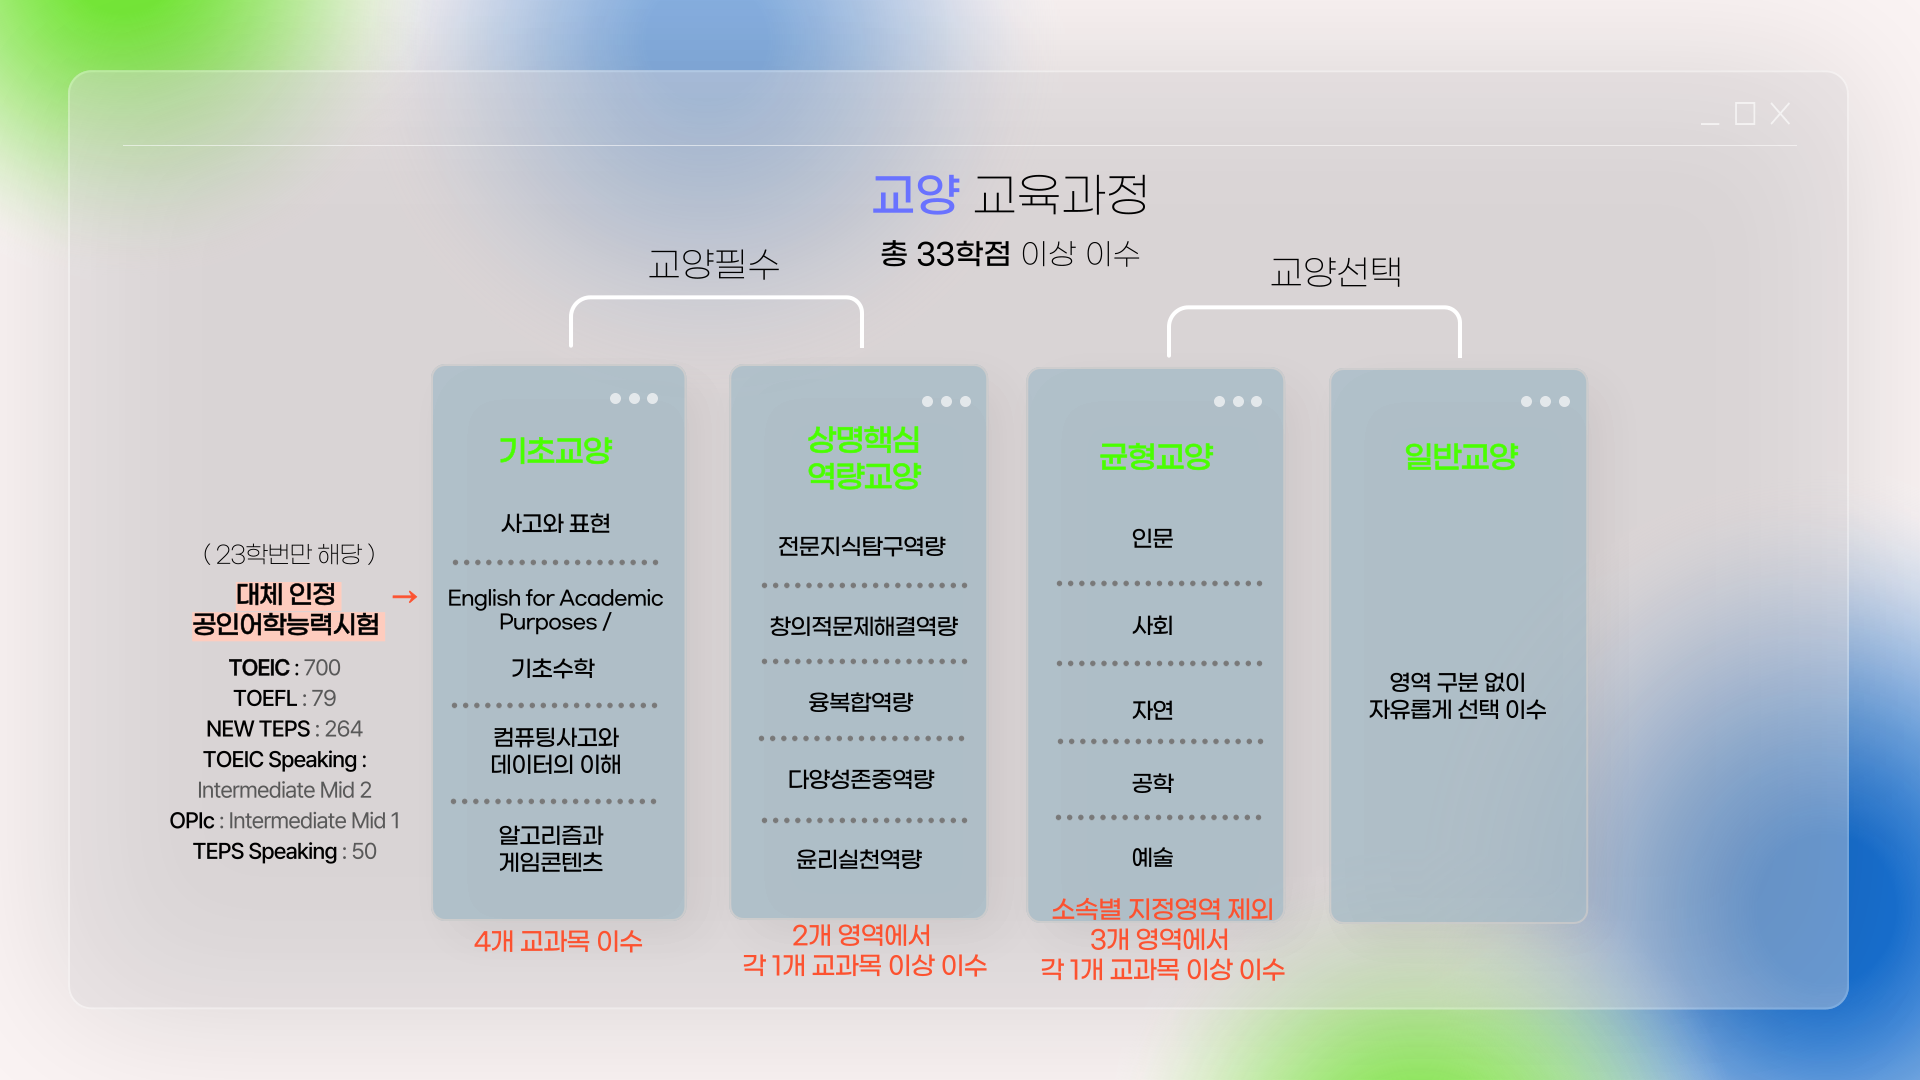 교양 교육과정
총 33학점 이상 이수
교양필수
교양선택
기초교양
사고와 표현
English for Academic
Purposes /
기초수학
컴퓨팅사고와
데이터의 이해
알고리즘과
게임콘텐츠
4개 교과목 이수
( 23학번만 해당 )
대체 인정
공인어학능력시험
→
TOEIC : 700
TOEFL : 79
NEW TEPS : 264
TOEIC Speaking :
Intermediate Mid 2
OPIc : Intermediate Mid 1
TEPS Speaking : 50
상명핵심
역량교양
전문지식탐구역량
창의적문제해결역량
융복합역량
다양성존중역량
윤리실천역량
2개 영역에서
각 1개 교과목 이상 이수
균형교양
인문
사회
자연
공학
예술
소속별 지정영역 제외
3개 영역에서
각 1개 교과목 이상 이수
일반교양
영역 구분 없이
자유롭게 선택 이수